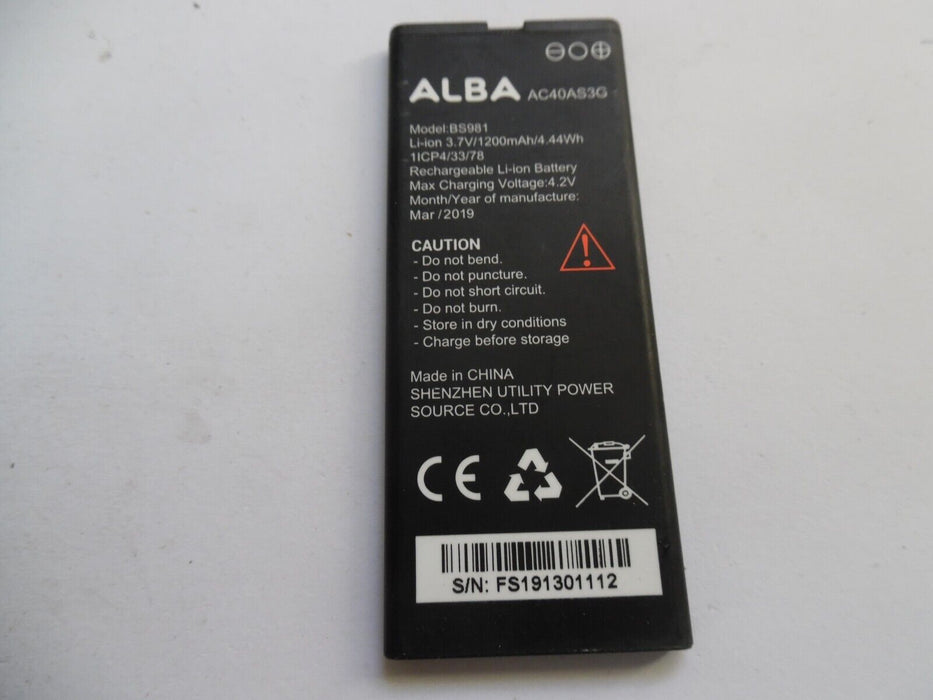 ALBA AC40AS3G
Model:BS981
Li-ion 3.7V/1200mAh/4.44Wh
1ICP4/33/78
Rechargeable Li-ion Battery
Max Charging Voltage:4.2V
Month/Year of manufacture:
Mar/2019
CAUTION
- Do not bend.
- Do not puncture.
- Do not short circuit.
- Do not burn.
- Store in dry conditions
- Charge before storage
Made in CHINA
SHENZHEN UTILITY POWER
SOURCE CO.,LTD
CE
S/N: FS191301112